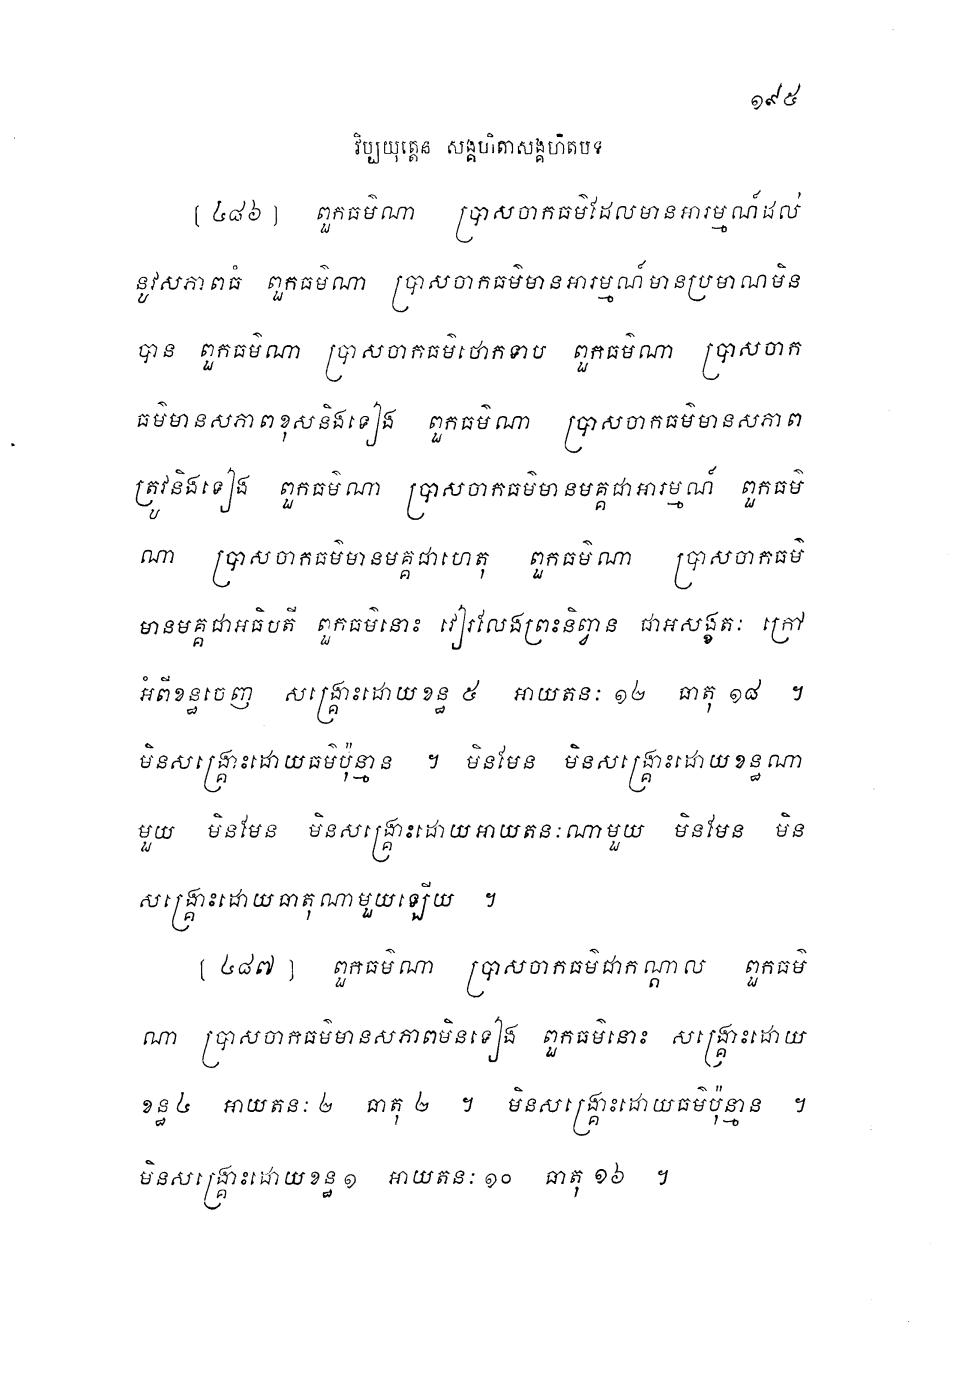 ១៩៥
វិប្បយុត្តេន សង្គហិតាសង្គហិតបទ
[ ៤៨៦ ] ពួកធម៌ណា ប្រាសចាកធម៌ដែលមានអារម្មណ៍ដល់
នូវសភាពធំ ពួកធម៌ណា ប្រាសចាកធម៌មានអារម្មណ៍មានប្រមាណមិន
បាន ពួកធម៌ណា ប្រាសចាកធម៌ថោកទាប ពួកធម៌ណា ប្រាសចាក
ធម៌មានសភាពខុសនិងទៀង ពួកធម៌ណា ប្រាសចាកធម៌មានសភាព
ត្រូវនិងទៀង ពួកធម៌ណា ប្រាសចាកធម៌មានមគ្គជាអារម្មណ៍ ពួកធម៌
ណា ប្រាសចាកធម៌មានមគ្គជាហេតុ ពួកធម៌ណា ប្រាសចាកធម៌
មានមគ្គជាអធិបតី ពួកធម៌នោះ វៀរលែងព្រះនិព្វាន ជាអសង្ខតៈ ក្រៅ
អំពីខន្ធចេញ សង្គ្រោះដោយខន្ធ ៥ អាយតនៈ ១២ ធាតុ ១៨ ។
មិនសង្គ្រោះដោយធម៌ប៉ុន្មាន ។ មិនមែន មិនសង្គ្រោះដោយខន្ធណា
មួយ មិនមែន មិនសង្គ្រោះដោយអាយតនៈណាមួយ មិនមែន មិន
សង្គ្រោះដោយធាតុណាមួយឡើយ ។
[ ៤៨៧ ] ពួកធម៌ណា ប្រាសចាកធម៌ជាកណ្តាល ពួកធម៌
ណា ប្រាសចាកធម៌មានសភាពមិនទៀង ពួកធម៌នោះ សង្គ្រោះដោយ
ខន្ធ ៤ អាយតនៈ ២ ធាតុ ២ ។ មិនសង្គ្រោះដោយធម៌ប៉ុន្មាន ។
មិនសង្គ្រោះដោយខន្ធ ១ អាយតនៈ ១០ ធាតុ ១៦ ។